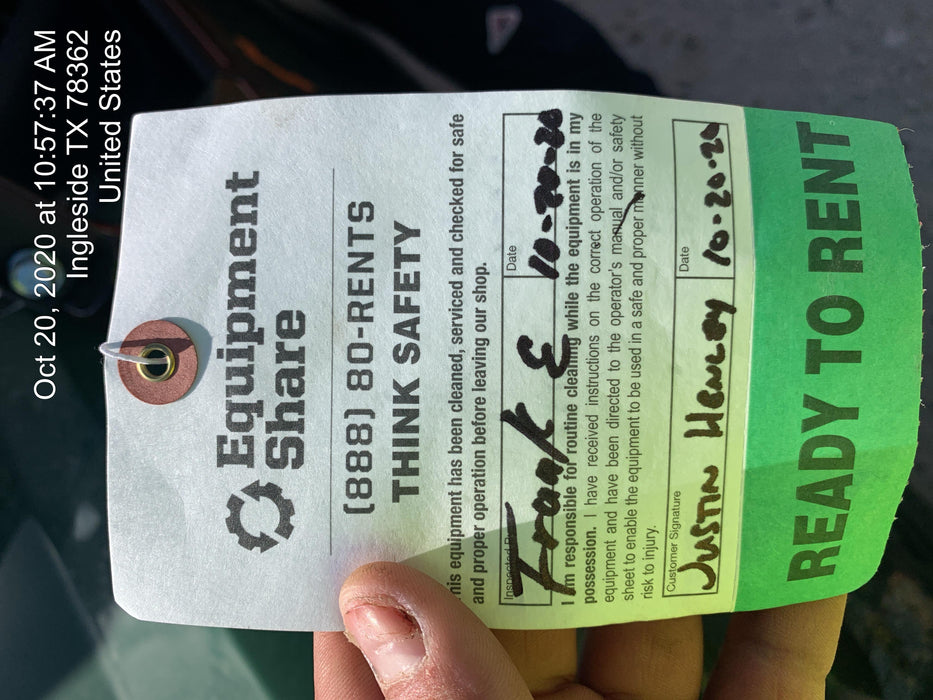 Oct 20, 2020 at 10:57:37 AM
Ingleside TX 78362
United States
Equipment
Share
(888) 80-RENTS
THINK SAFETY
his equipment has been cleaned, serviced and checked for safe
and proper operation before leaving our shop.
Inspected Date
Frank E 10-20-20
I am responsible for routine cleaning while the equipment is in my
possession. I have received instructions on the correct operation of the
equipment and have been directed to the operator's manual and/or safety
sheet to enable the equipment to be used in a safe and proper manner without
risk to injury.
Customer Signature Date
Justin Henley 10-20-20
READY TO RENT